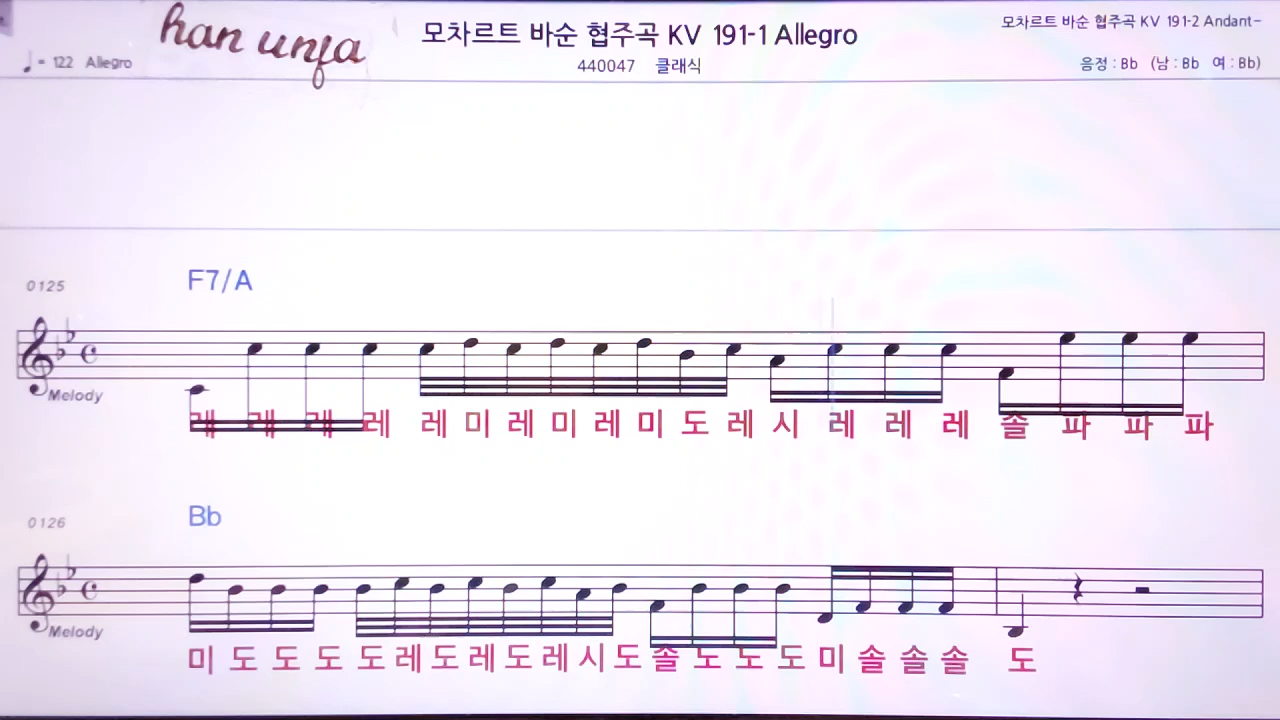 han unja
모차르트 바순 협주곡 KV 191-1 Allegro
모차르트 바순 협주곡 KV 191-2 Andant~
♩ = 122 Allegro
440047 클래식
음정 : Bb (남 : Bb 여 : Bb)
F7/A
0125
Melody
레 레 레 레 레 미 레 미 레 미 도 레 시 레 레 레 솔 파 파 파
Bb
0126
Melody
미 도 도 도 도 레 도 레 도 레 시 도 솔 도 도 도 미 솔 솔 솔 도